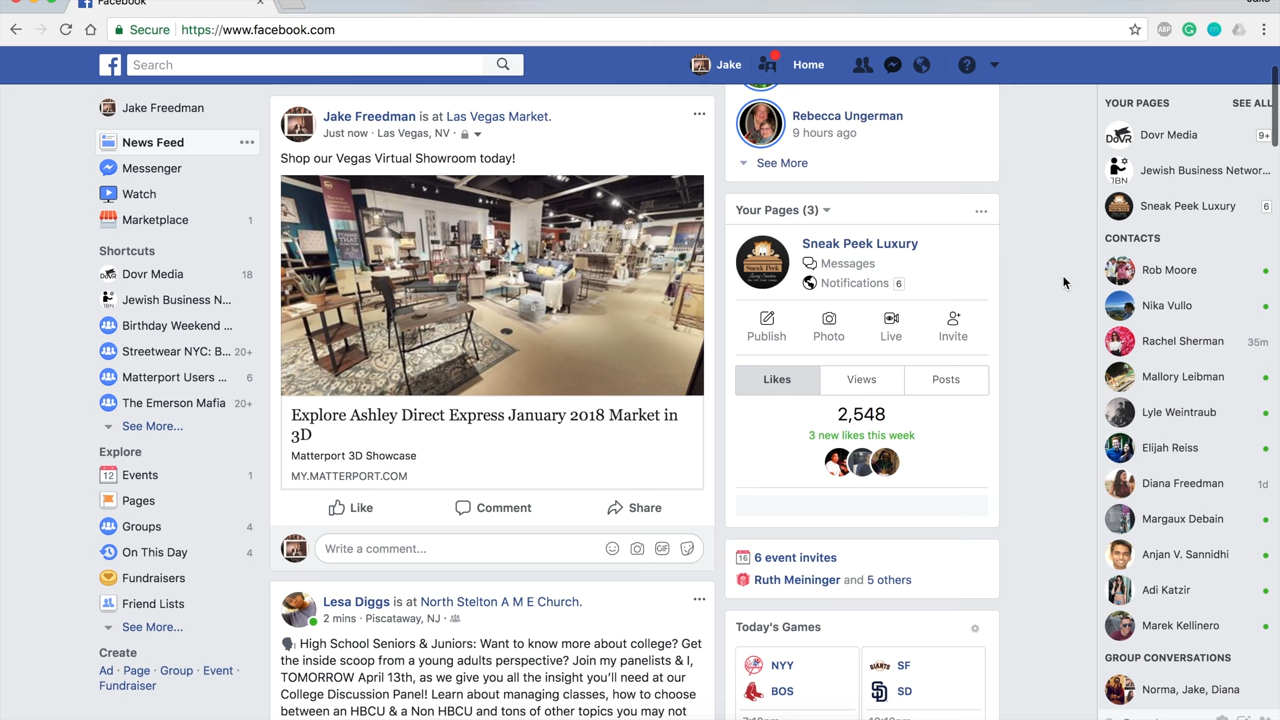 Facebook
Secure
https://www.facebook.com
ABP
Search
Jake
Home
Jake Freedman
News Feed
Messenger
Watch
Marketplace 1
Shortcuts
Dovr Media 18
Jewish Business N...
Birthday Weekend ...
Streetwear NYC: B... 20+
Matterport Users ... 6
The Emerson Mafia 20+
See More...
Explore
Events 1
Pages
Groups 4
On This Day 4
Fundraisers
Friend Lists
See More...
Create
Ad · Page · Group · Event ·
Fundraiser
Jake Freedman is at Las Vegas Market.
Just now · Las Vegas, NV ·
Shop our Vegas Virtual Showroom today!
Explore Ashley Direct Express January 2018 Market in
3D
Matterport 3D Showcase
MY.MATTERPORT.COM
Like Comment Share
Write a comment...
GIF
Lesa Diggs is at North Stelton A M E Church.
2 mins · Piscataway, NJ ·
High School Seniors & Juniors: Want to know more about college? Get
the inside scoop from a young adults perspective? Join my panelists & I,
TOMORROW April 13th, as we give you all the insight you'll need at our
College Discussion Panel! Learn about managing classes, how to choose
between an HBCU & a Non HBCU and tons of other topics you may not
Rebecca Ungerman
9 hours ago
See More
Your Pages (3)
Sneak Peek Luxury
Messages
Notifications 6
Publish Photo Live Invite
Likes Views Posts
2,548
3 new likes this week
16 6 event invites
Ruth Meininger and 5 others
Today's Games
NYY
BOS
SF
SD
YOUR PAGES SEE ALL
Dovr Media 9+
Jewish Business Networ...
Sneak Peek Luxury 6
CONTACTS
Rob Moore
Nika Vullo
Rachel Sherman 35m
Mallory Leibman
Lyle Weintraub
Elijah Reiss
Diana Freedman 1d
Margaux Debain
Anjan V. Sannidhi
Adi Katzir
Marek Kellinero
GROUP CONVERSATIONS
Norma, Jake, Diana